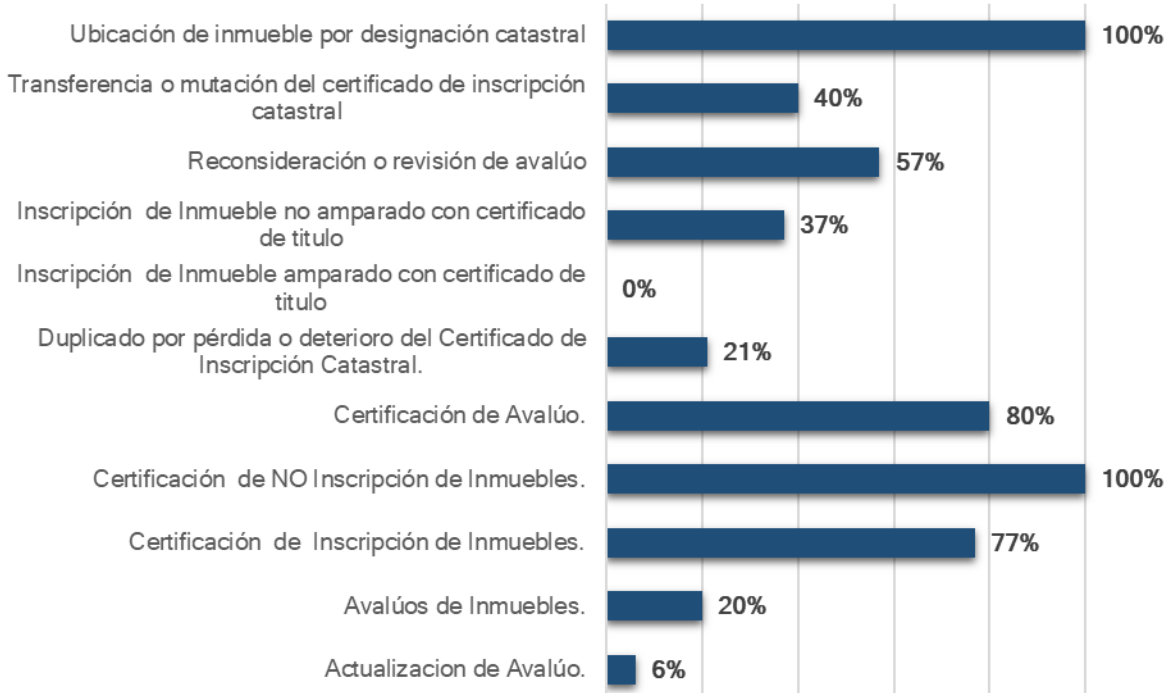 Ubicación de inmueble por designación catastral
100%
Transferencia o mutación del certificado de inscripción
catastral
40%
Reconsideración o revisión de avalúo
57%
Inscripción  de Inmueble no amparado con certificado
de titulo
37%
Inscripción  de Inmueble amparado con certificado de
titulo
0%
Duplicado por pérdida o deterioro del Certificado de
Inscripción Catastral.
21%
Certificación de Avalúo.
80%
Certificación  de NO Inscripción de Inmuebles.
100%
Certificación  de  Inscripción de Inmuebles.
77%
Avalúos de Inmuebles.
20%
Actualizacion de Avalúo.
6%